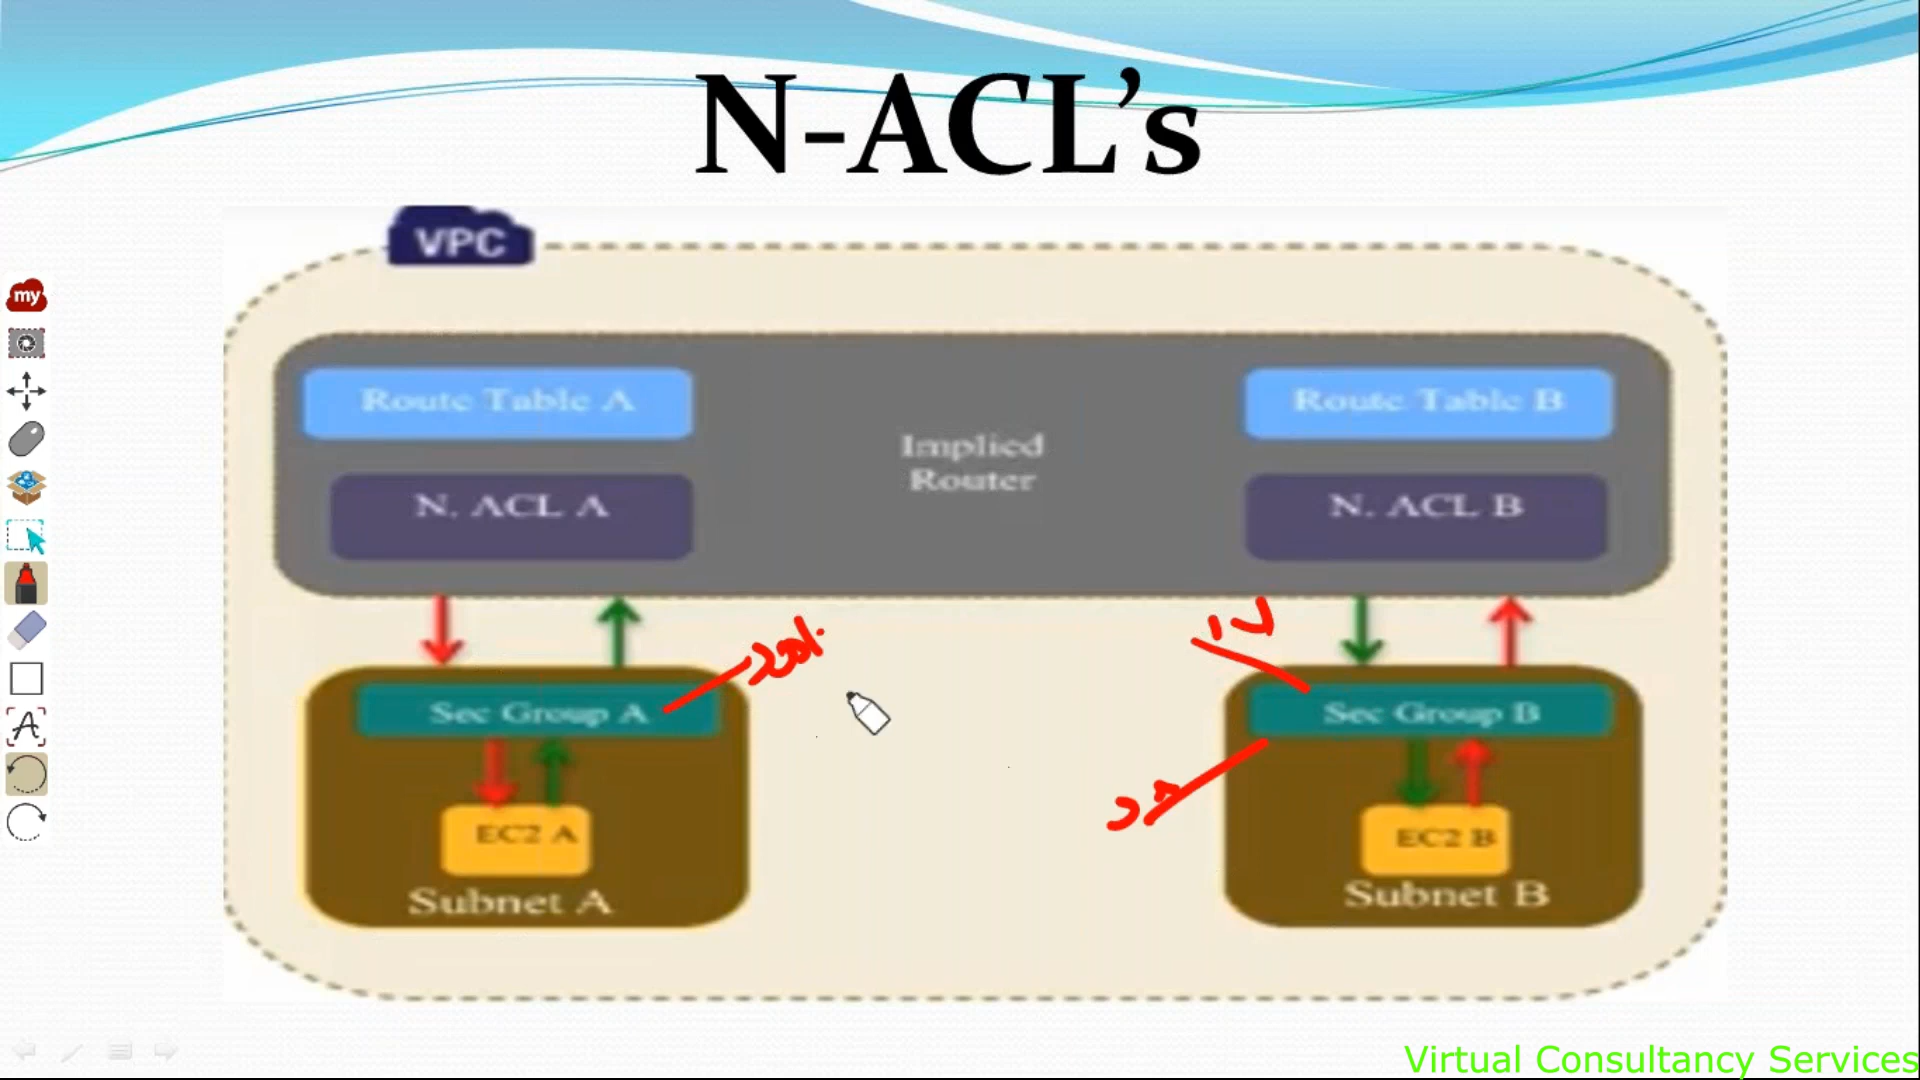 N-ACL’s
VPC
my
Route Table A
Route Table B
Implied
Router
N. ACL A
N. ACL B
Sec Group A
Sec Group B
EC2 A
EC2 B
Subnet A
Subnet B
Virtual Consultancy Services